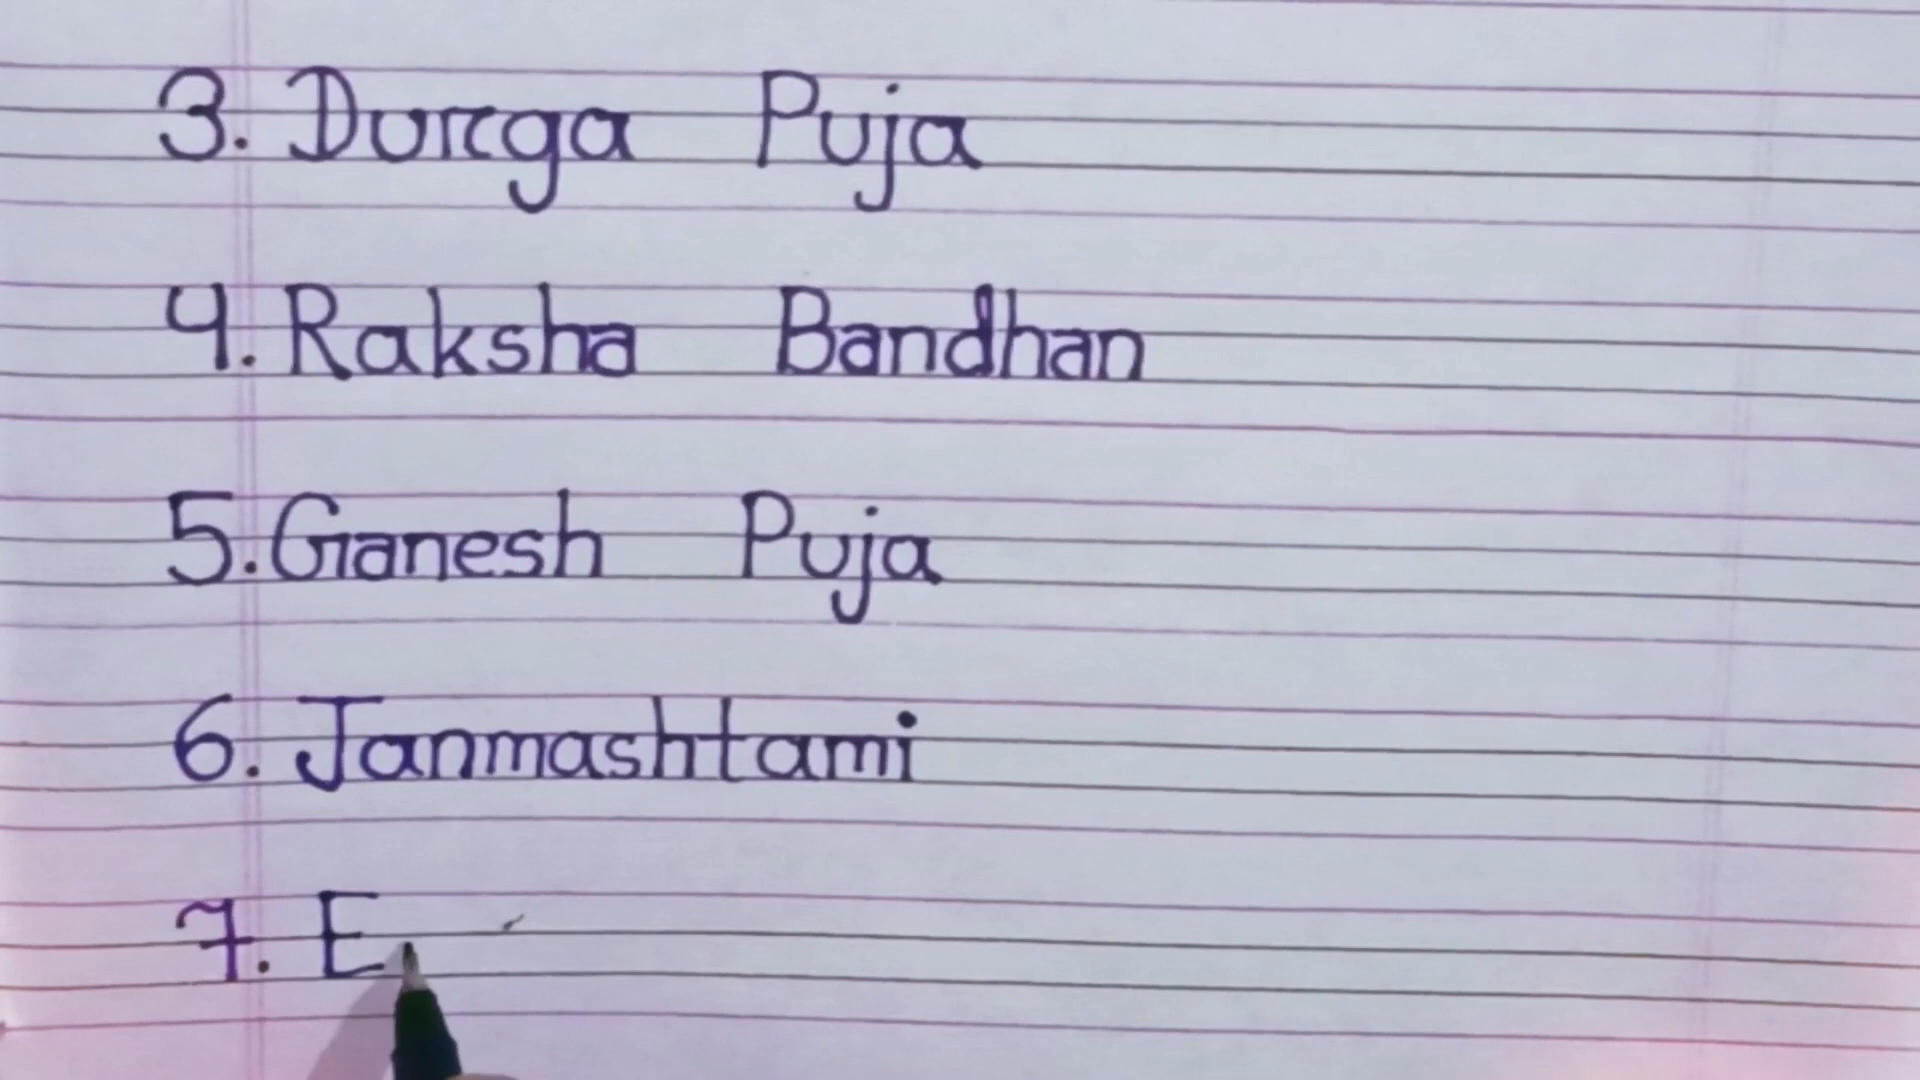 3. Durga Puja
4. Raksha Bandhan
5. Ganesh Puja
6. Janmashtami
7. E